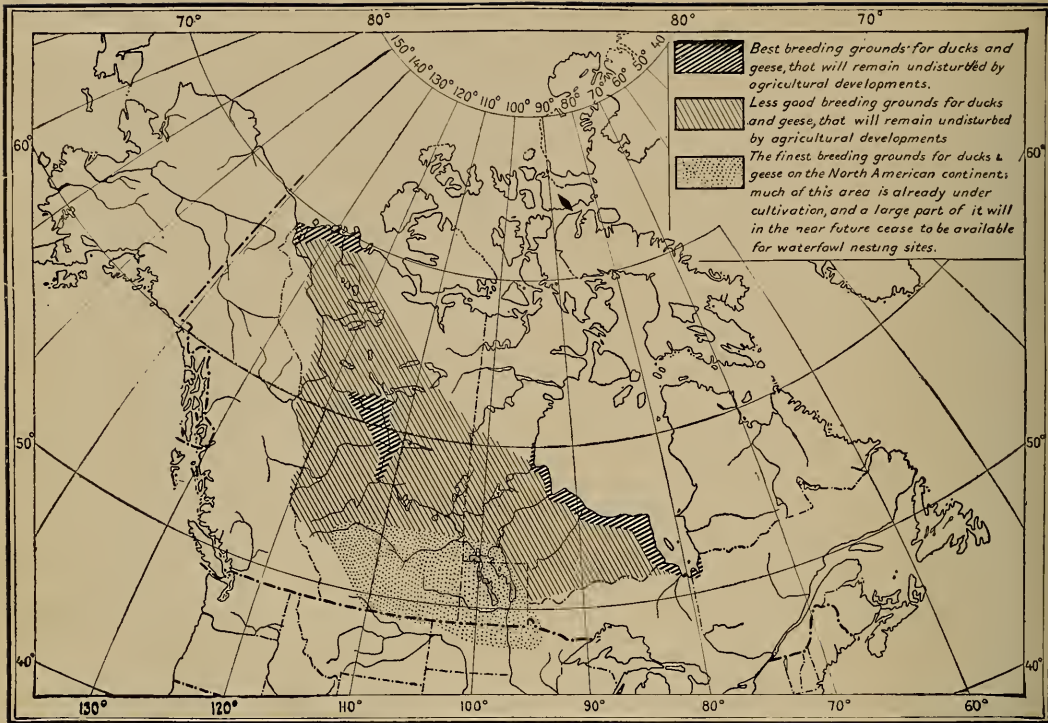 70°
80°
80°
70°
150°
140°
130°
120°
110°
100°
90°
80°
70°
60°
50°
40
Best breeding grounds for ducks and
geese, that will remain undisturbed by
agricultural developments.
Less good breeding grounds for ducks
and geese, that will remain undisturbed
by agricultural developments
The finest breeding grounds for ducks &
geese on the North American continent;
much of this area is already under
cultivation, and a large part of it will
in the near future cease to be available
for waterfowl nesting sites.
60°
60°
50°
50°
40°
40°
130°
120°
110°
100°
90°
80°
70°
60°